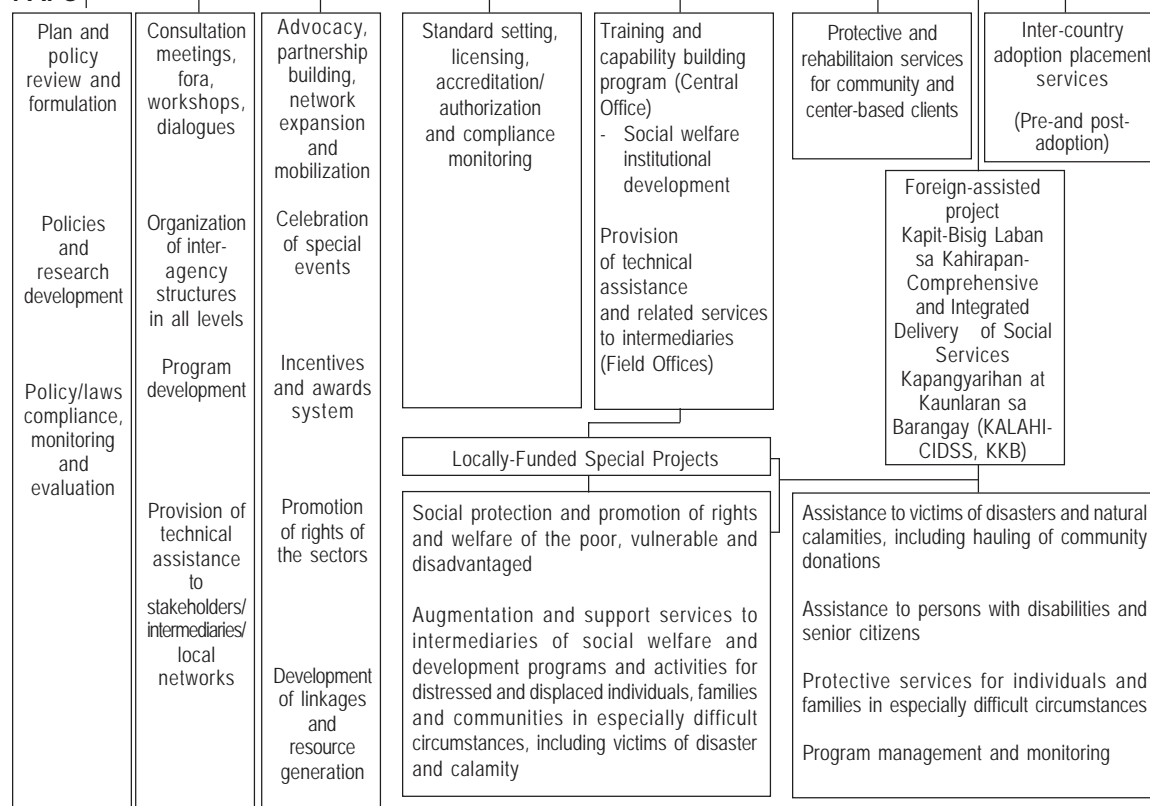 Plan and
policy
review and
formulation
Policies
and
research
development
Policy/laws
compliance,
monitoring
and
evaluation
Consultation
meetings,
fora,
workshops,
dialogues
Organization
of inter-
agency
structures
in all levels
Program
development
Provision of
technical
assistance
to
stakeholders/
intermediaries/
local
networks
Advocacy,
partnership
building,
network
expansion
and
mobilization
Celebration
of special
events
Incentives
and awards
system
Promotion
of rights of
the sectors
Development
of linkages
and
resource
generation
Standard setting,
licensing,
accreditation/
authorization
and compliance
monitoring
Training and
capability building
program (Central
Office)
- Social welfare
institutional
development
Provision
of technical
assistance
and related services
to intermediaries
(Field Offices)
Protective and
rehabilitaion services
for community and
center-based clients
Inter-country
adoption placement
services
(Pre-and post-
adoption)
Foreign-assisted
project
Kapit-Bisig Laban
sa Kahirapan-
Comprehensive
and Integrated
Delivery of Social
Services
Kapangyarihan at
Kaunlaran sa
Barangay (KALAHI-
CIDSS, KKB)
Locally-Funded Special Projects
Social protection and promotion of rights
and welfare of the poor, vulnerable and
disadvantaged
Augmentation and support services to
intermediaries of social welfare and
development programs and activities for
distressed and displaced individuals, families
and communities in especially difficult
circumstances, including victims of disaster
and calamity
Assistance to victims of disasters and natural
calamities, including hauling of community
donations
Assistance to persons with disabilities and
senior citizens
Protective services for individuals and
families in especially difficult circumstances
Program management and monitoring